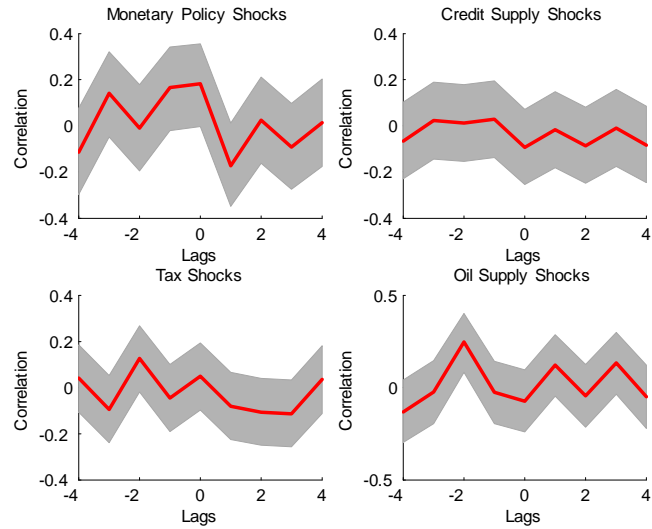 Monetary Policy Shocks
0.4
0.2
0
-0.2
-0.4
Correlation
-4 -2 0 2 4
Lags
Credit Supply Shocks
0.4
0.2
0
-0.2
-0.4
Correlation
-4 -2 0 2 4
Lags
Tax Shocks
0.4
0.2
0
-0.2
-0.4
Correlation
-4 -2 0 2 4
Lags
Oil Supply Shocks
0.5
0
-0.5
Correlation
-4 -2 0 2 4
Lags